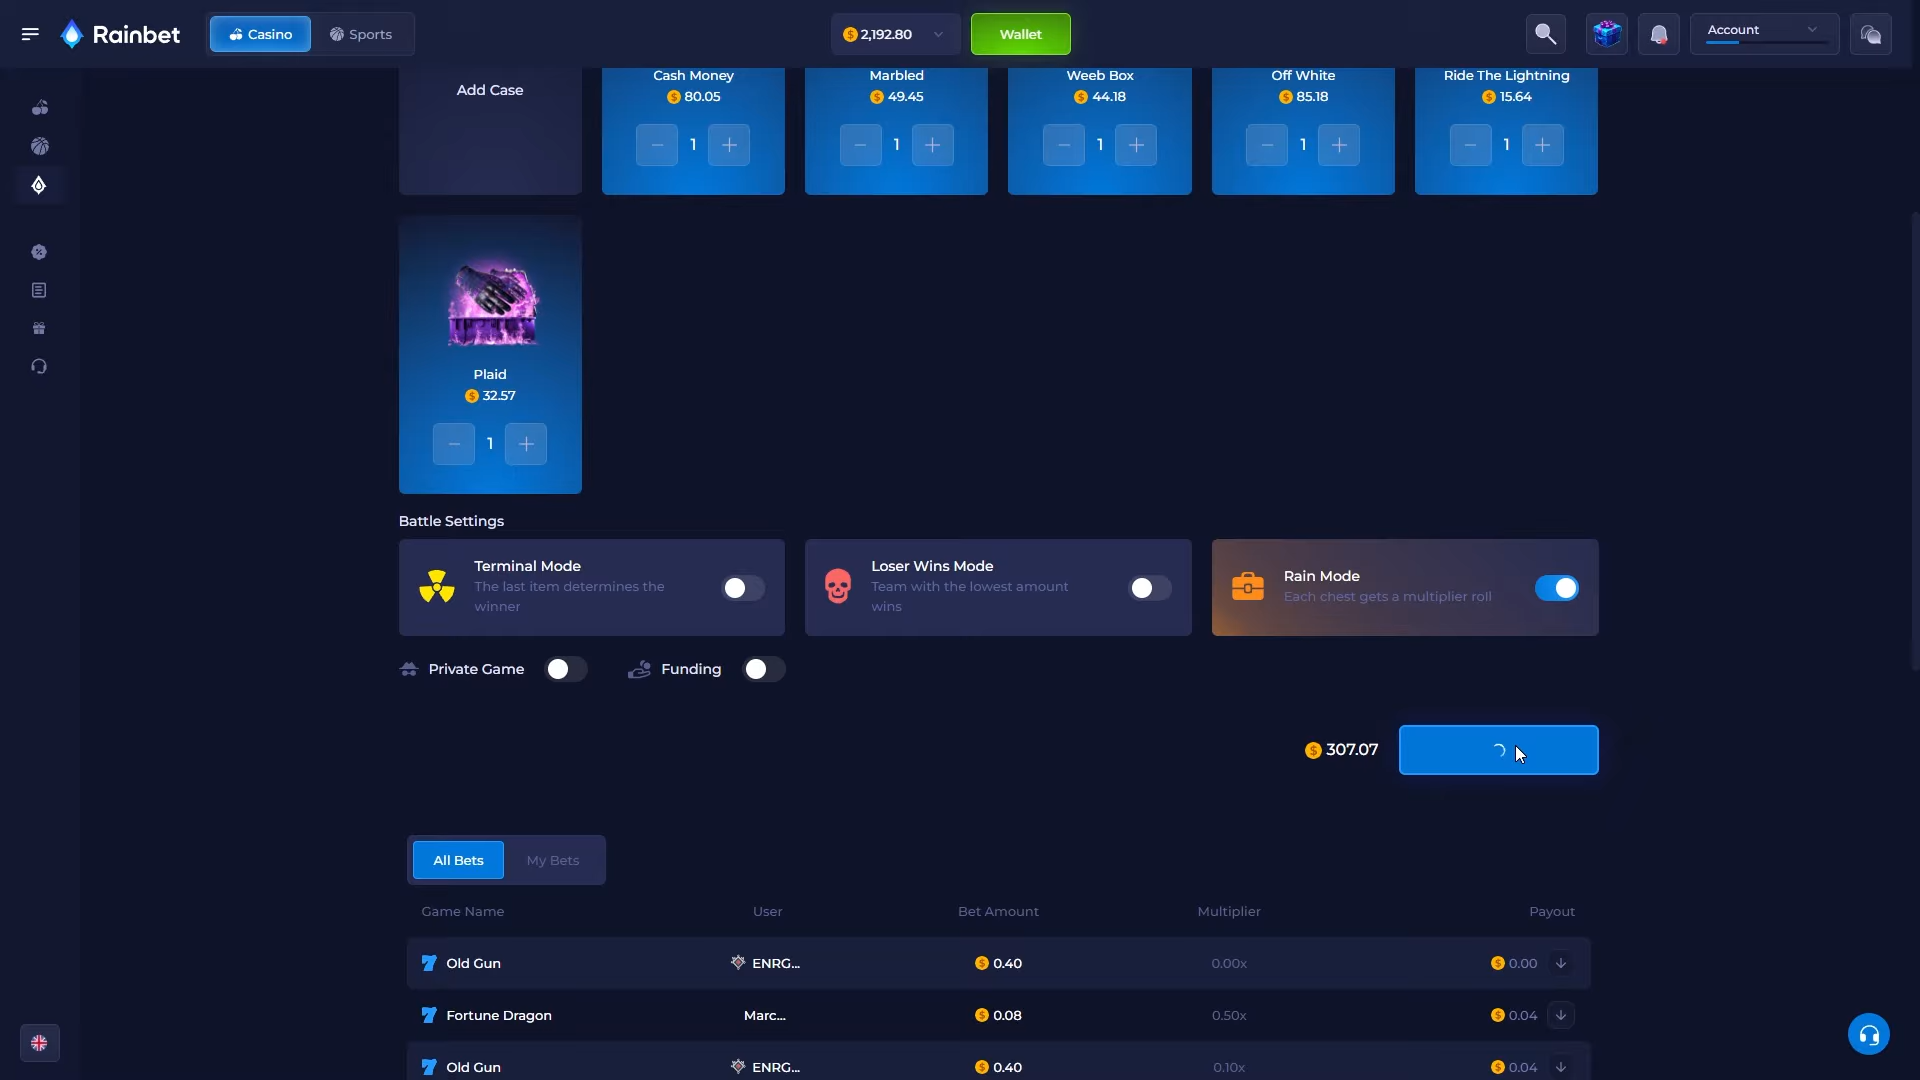 Rainbet
Casino
Sports
2,192.80
Wallet
Account
Add Case
Cash Money
80.05
1
Marbled
49.45
1
Weeb Box
44.18
1
Off White
85.18
1
Ride The Lightning
15.64
1
Plaid
32.57
1
Battle Settings
Terminal Mode
The last item determines the
winner
Loser Wins Mode
Team with the lowest amount
wins
Rain Mode
Each chest gets a multiplier roll
Private Game
Funding
307.07
All Bets
My Bets
Game Name
User
Bet Amount
Multiplier
Payout
Old Gun
ENRG...
0.40
0.00x
0.00
Fortune Dragon
Marc...
0.08
0.50x
0.04
Old Gun
ENRG...
0.40
0.10x
0.04